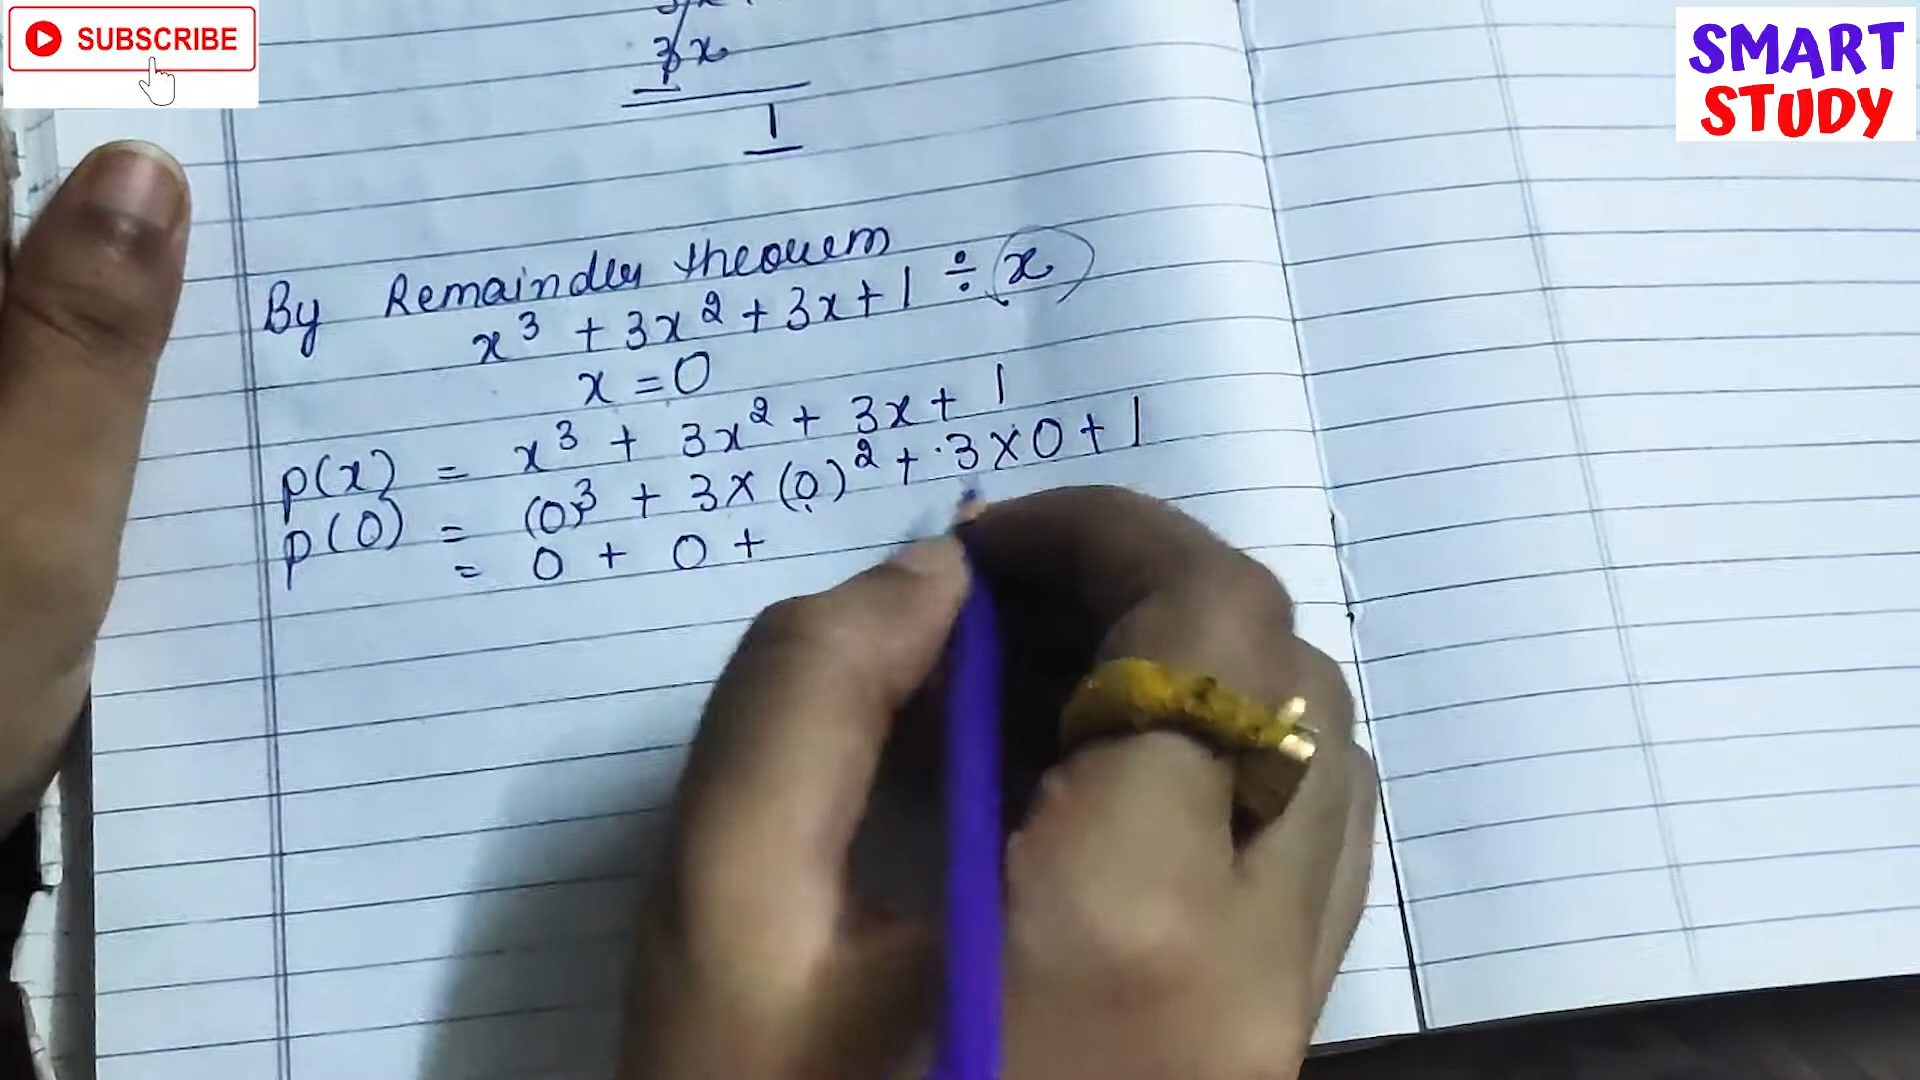 SUBSCRIBE
SMART
STUDY
3x
1
By Remainder theorem
x³ + 3x² + 3x + 1 ÷ (x)
x = 0
p(x) = x³ + 3x² + 3x + 1
p(0) = (0)³ + 3 × (0)² + 3 × 0 + 1
= 0 + 0 +